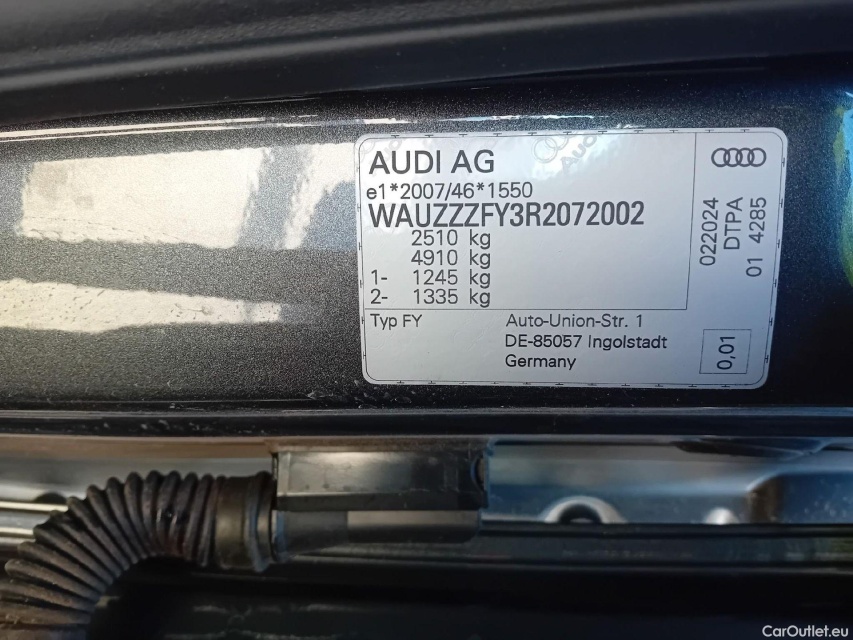 AUDI AG
e1*2007/46*1550
WAUZZZFY3R2072002
2510 kg
4910 kg
1- 1245 kg
2- 1335 kg
Typ FY
Auto-Union-Str. 1
DE-85057 Ingolstadt
Germany
022024
DTPA
01 4285
0,01
CarOutlet.eu